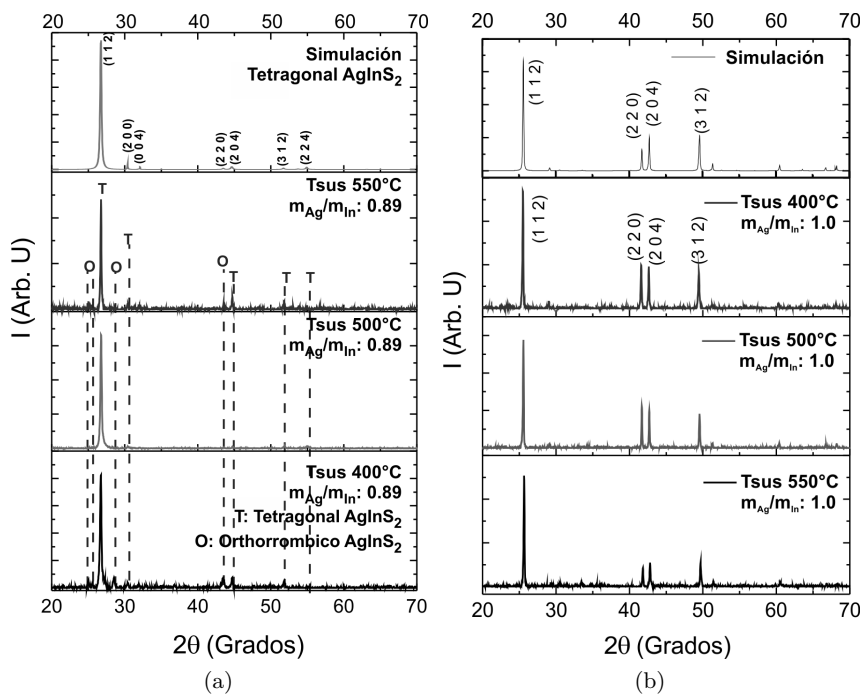 20 30 40 50 60 70
Simulación
Tetragonal AgInS2
(1 1 2)
(2 0 0)
(0 0 4)
(2 2 0)
(2 0 4)
(3 1 2)
(2 2 4)
Tsus 550°C
mAg/mIn: 0.89
T
O O T O T T T
Tsus 500°C
mAg/mIn: 0.89
Tsus 400°C
mAg/mIn: 0.89
T: Tetragonal AgInS2
O: Orthorrombico AgInS2
I (Arb. U)
20 30 40 50 60 70
2θ (Grados)
(a)
20 30 40 50 60 70
Simulación
(1 1 2)
(2 2 0)
(2 0 4)
(3 1 2)
Tsus 400°C
mAg/mIn: 1.0
(1 1 2)
(2 2 0)
(2 0 4)
(3 1 2)
Tsus 500°C
mAg/mIn: 1.0
Tsus 550°C
mAg/mIn: 1.0
I (Arb. U)
20 30 40 50 60 70
2θ (Grados)
(b)